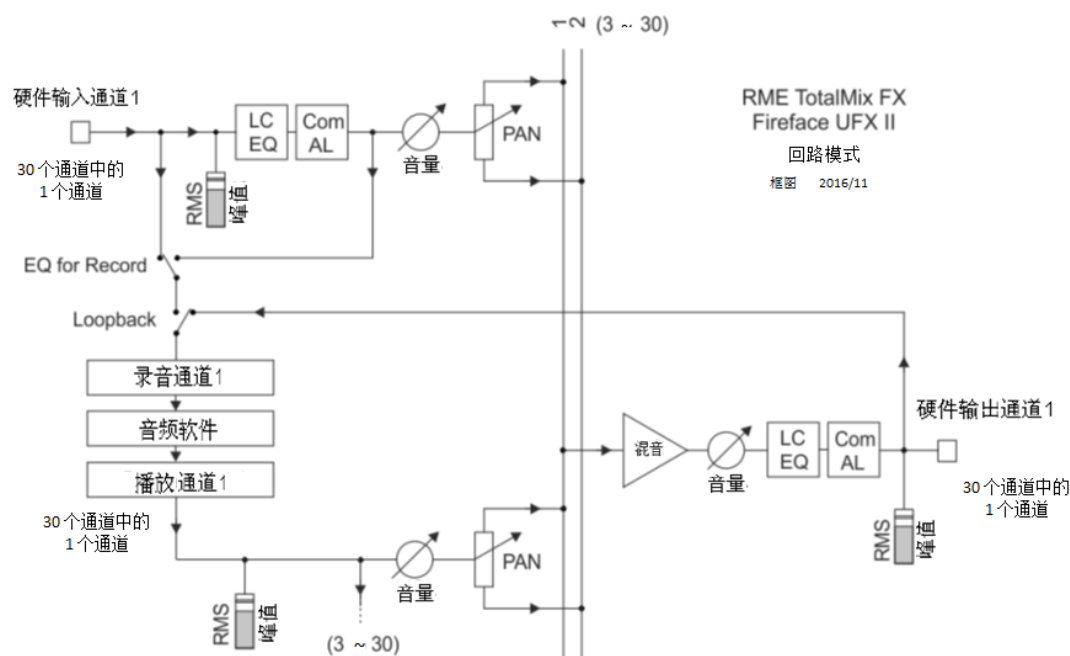 1 2 (3 ~ 30)
硬件输入通道1
30个通道中的
1个通道
LC
EQ
Com
AL
音量
PAN
RMS
峰值
RME TotalMix FX
Fireface UFX II
回路模式
框图 2016/11
EQ for Record
Loopback
录音通道1
音频软件
播放通道1
30个通道中的
1个通道
RMS
峰值
(3 ~ 30)
音量
PAN
混音
音量
LC
EQ
Com
AL
硬件输出通道1
30个通道中的
1个通道
RMS
峰值